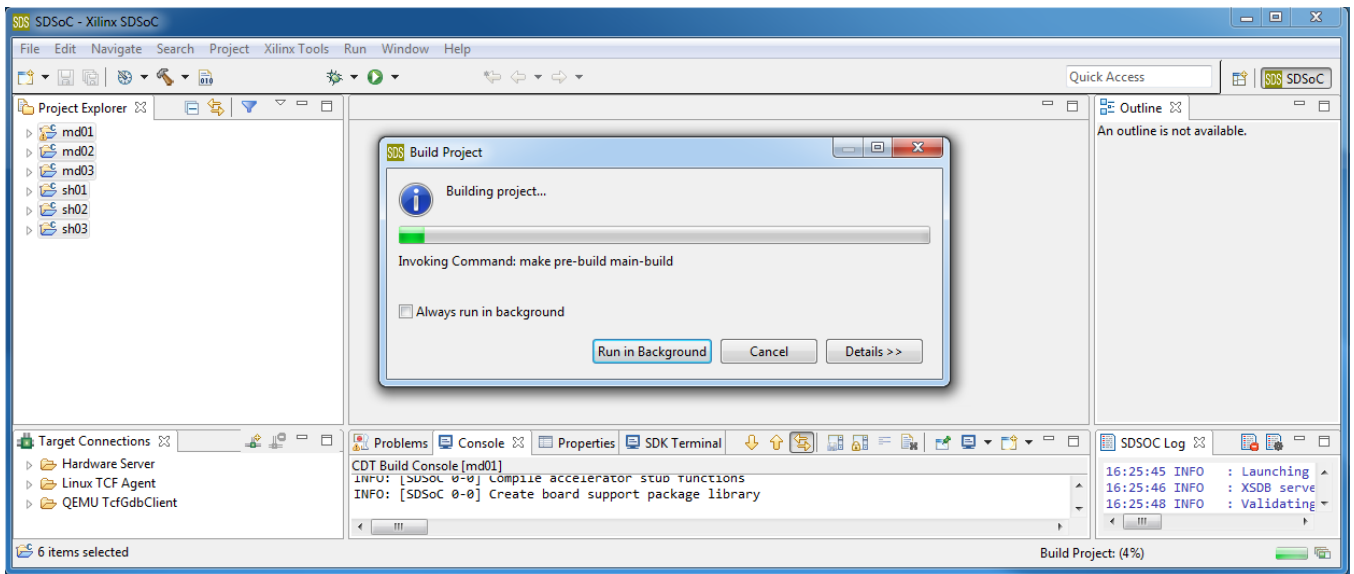 SDS SDSoC - Xilinx SDSoC
File Edit Navigate Search Project Xilinx Tools Run Window Help
010
Quick Access
SDS SDSoC
Project Explorer
md01
md02
md03
sh01
sh02
sh03
Outline
An outline is not available.
SDS Build Project
Building project...
Invoking Command: make pre-build main-build
Always run in background
Run in Background Cancel Details >>
Target Connections
Hardware Server
Linux TCF Agent
QEMU TcfGdbClient
Problems Console Properties SDK Terminal
CDT Build Console [md01]
INFO: [SDSoC 0-0] Compile accelerator stub functions
INFO: [SDSoC 0-0] Create board support package library
SDSOC Log
16:25:45 INFO : Launching
16:25:46 INFO : XSDB serve
16:25:48 INFO : Validating
6 items selected
Build Project: (4%)